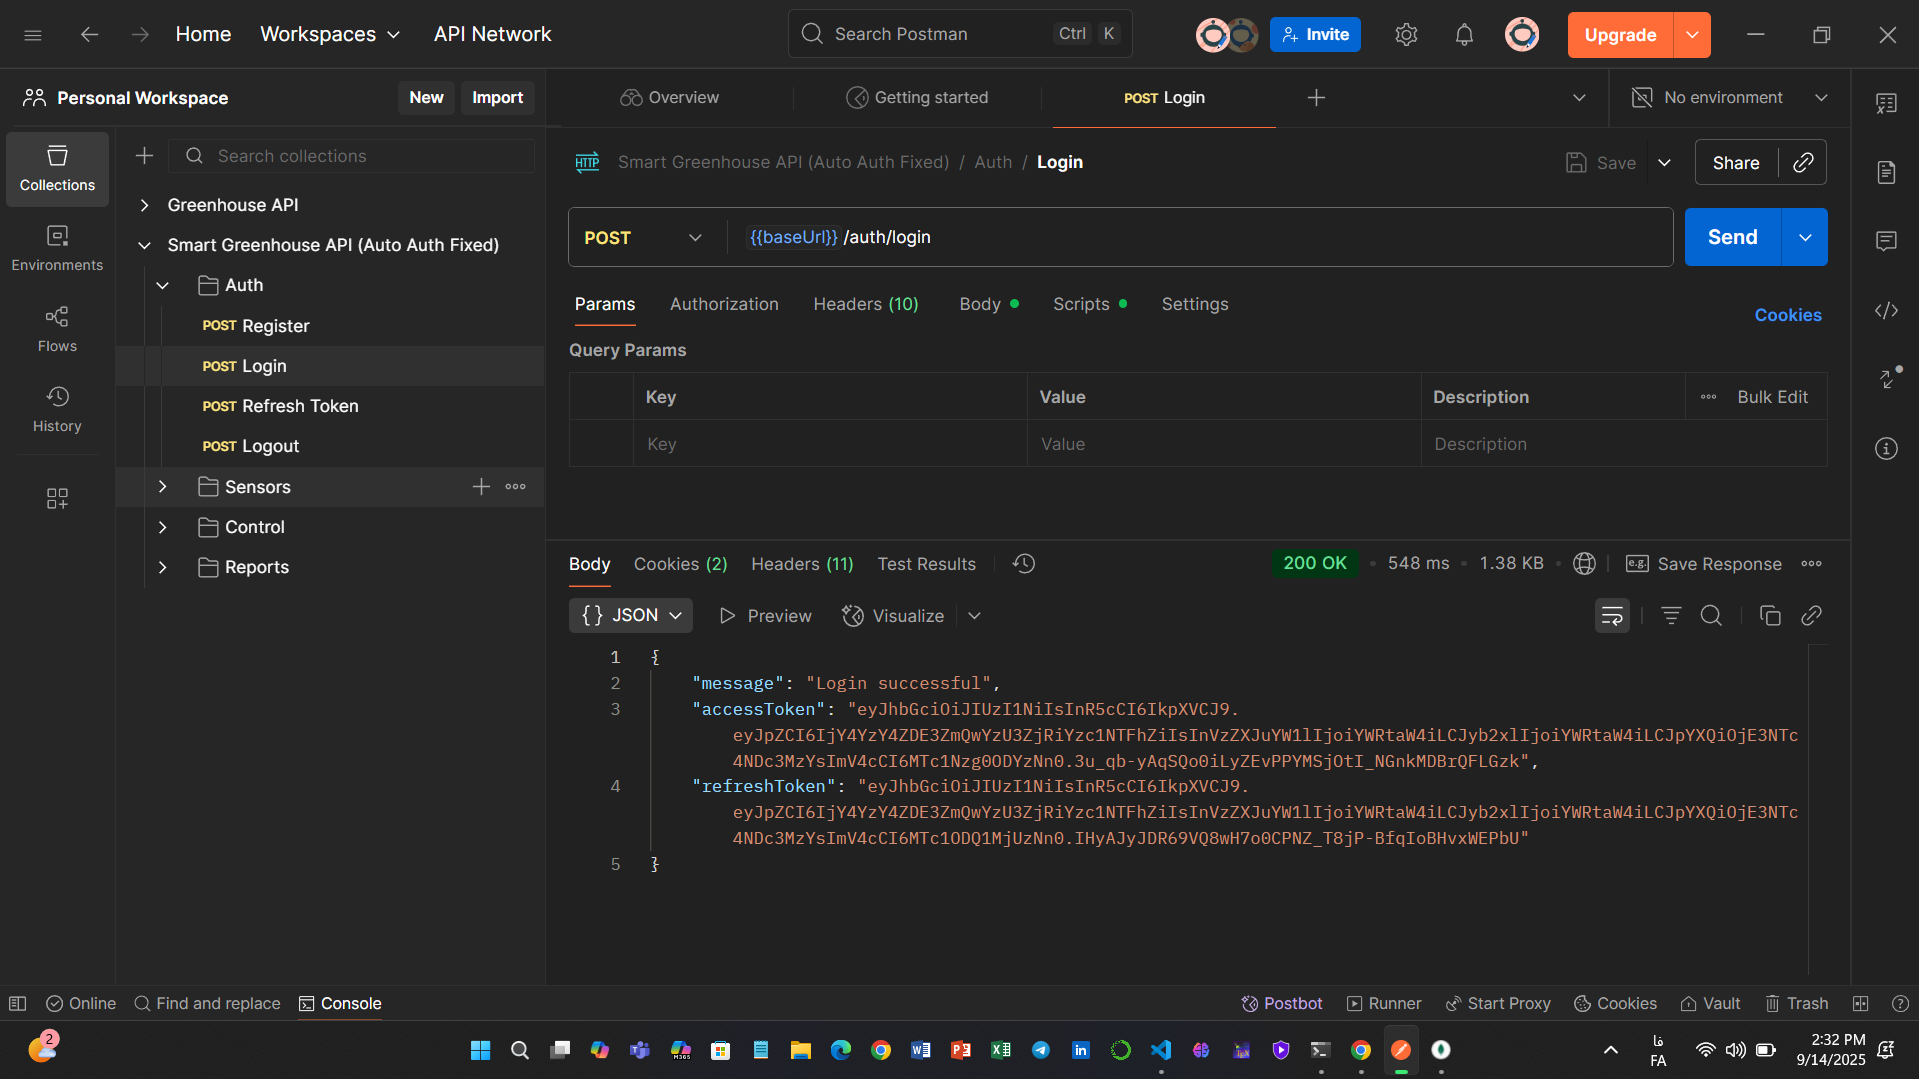 Home
Workspaces
API Network
Search Postman
Ctrl
K
Invite
Upgrade
Personal Workspace
New
Import
Overview
Getting started
POST Login
No environment
Search collections
Collections
Environments
Flows
History
Greenhouse API
Smart Greenhouse API (Auto Auth Fixed)
Auth
POST Register
POST Login
POST Refresh Token
POST Logout
Sensors
Control
Reports
HTTP
Smart Greenhouse API (Auto Auth Fixed) / Auth / Login
Save
Share
POST
{{baseUrl}} /auth/login
Send
Params
Authorization
Headers (10)
Body
Scripts
Settings
Cookies
Query Params
Key
Value
Description
Bulk Edit
Key
Value
Description
Body
Cookies (2)
Headers (11)
Test Results
200 OK
548 ms
1.38 KB
e.g.
Save Response
{} JSON
Preview
Visualize
1 {
2 "message": "Login successful",
3 "accessToken": "eyJhbGciOiJIUzI1NiIsInR5cCI6IkpXVCJ9.
eyJpZCI6IjY4YzY4ZDE3ZmQwYzU3ZjRiYzc1NTFhZiIsInVzZXJuYW1lIjoiYWRtaW4iLCJyb2xlIjoiYWRtaW4iLCJpYXQiOjE3NTc
4NDc3MzYsImV4cCI6MTc1Nzg0ODYzNn0.3u_qb-yAqSQo0iLyZEvPPYMSjOtI_NGnkMDBrQFLGzk",
4 "refreshToken": "eyJhbGciOiJIUzI1NiIsInR5cCI6IkpXVCJ9.
eyJpZCI6IjY4YzY4ZDE3ZmQwYzU3ZjRiYzc1NTFhZiIsInVzZXJuYW1lIjoiYWRtaW4iLCJyb2xlIjoiYWRtaW4iLCJpYXQiOjE3NTc
4NDc3MzYsImV4cCI6MTc1ODQ1MjUzNn0.IHyAJyJDR69VQ8wH7o0CPNZ_T8jP-BfqIoBHvxWEPbU"
5 }
Online
Find and replace
Console
Postbot
Runner
Start Proxy
Cookies
Vault
Trash
2
M365
فا
FA
2:32 PM
9/14/2025